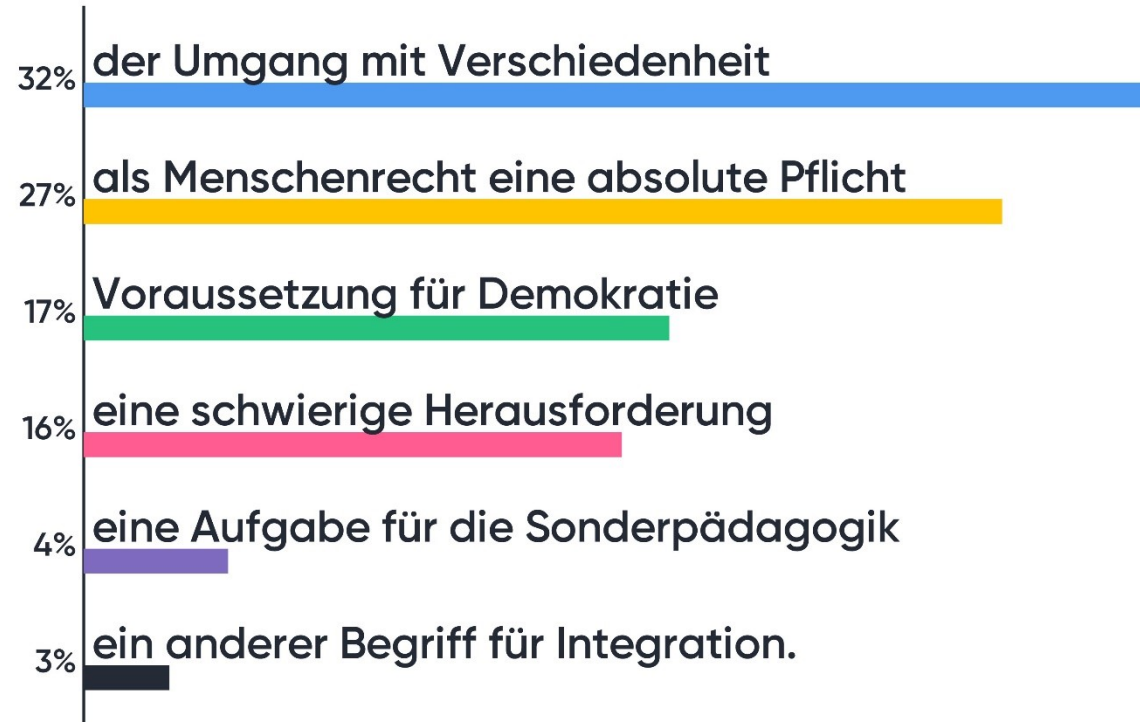 32% der Umgang mit Verschiedenheit
27% als Menschenrecht eine absolute Pflicht
17% Voraussetzung für Demokratie
16% eine schwierige Herausforderung
4% eine Aufgabe für die Sonderpädagogik
3% ein anderer Begriff für Integration.